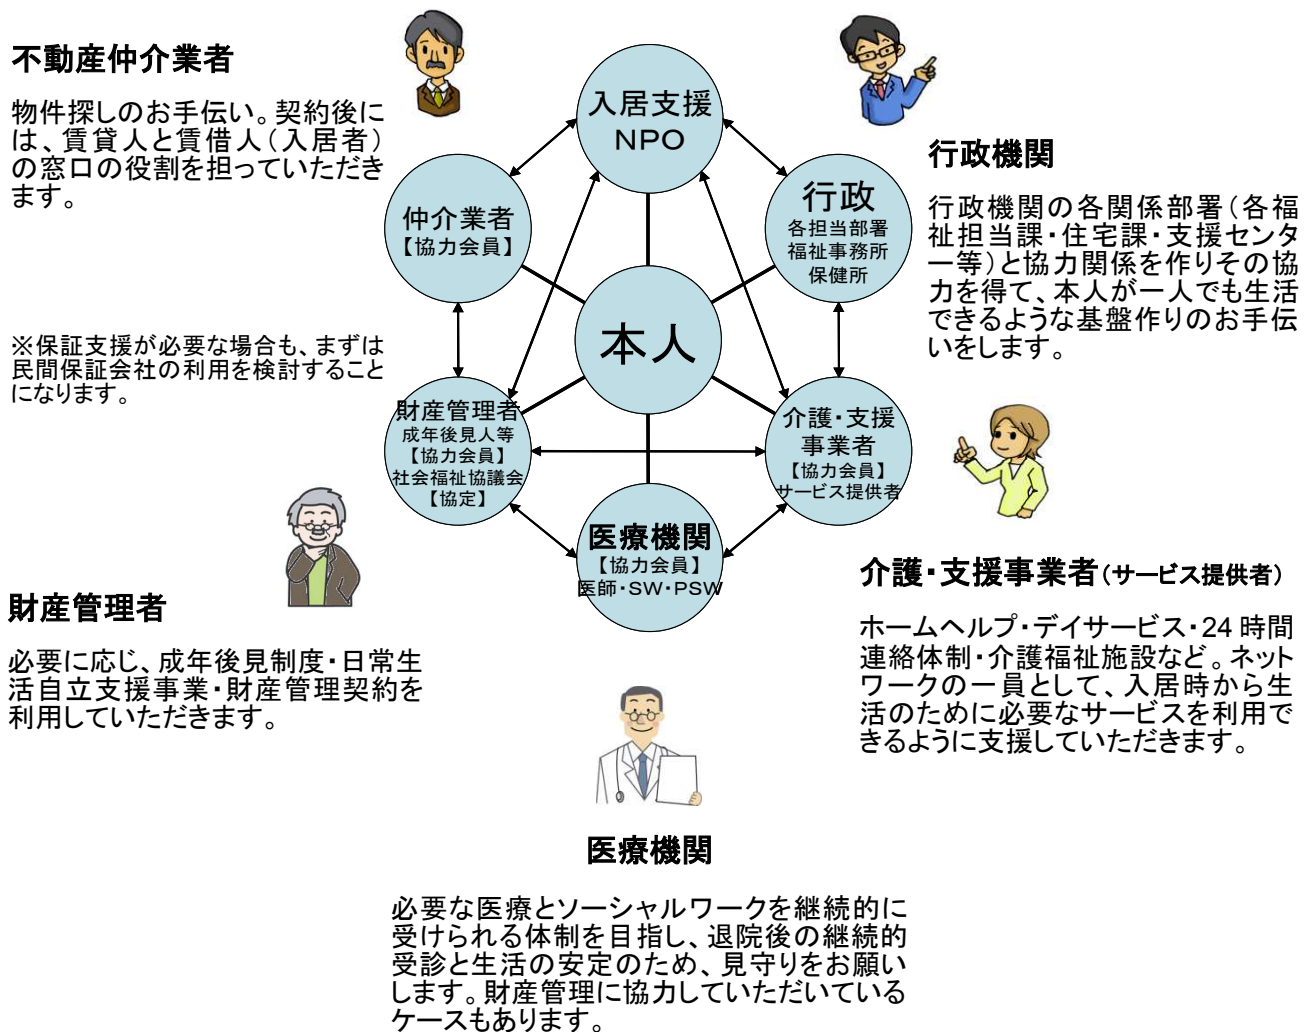 不動産仲介業者
物件探しのお手伝い。契約後に
は、賃貸人と賃借人(入居者)
の窓口の役割を担っていただき
ます。
※保証支援が必要な場合も、まずは
民間保証会社の利用を検討すること
になります。
入居支援
NPO
仲介業者
【協力会員】
行政
各担当部署
福祉事務所
保健所
本人
財産管理者
成年後見人等
【協力会員】
社会福祉協議会
【協定】
介護・支援
事業者
【協力会員】
サービス提供者
医療機関
【協力会員】
医師・SW・PSW
行政機関
行政機関の各関係部署(各福
祉担当課・住宅課・支援センタ
ー等)と協力関係を作りその協
力を得て、本人が一人でも生活
できるような基盤作りのお手伝
いをします。
財産管理者
必要に応じ、成年後見制度・日常生
活自立支援事業・財産管理契約を
利用していただきます。
介護・支援事業者(サービス提供者)
ホームヘルプ・デイサービス・24 時間
連絡体制・介護福祉施設など。ネット
ワークの一員として、入居時から生
活のために必要なサービスを利用で
きるように支援していただきます。
医療機関
必要な医療とソーシャルワークを継続的に
受けられる体制を目指し、退院後の継続的
受診と生活の安定のため、見守りをお願い
します。財産管理に協力していただいている
ケースもあります。